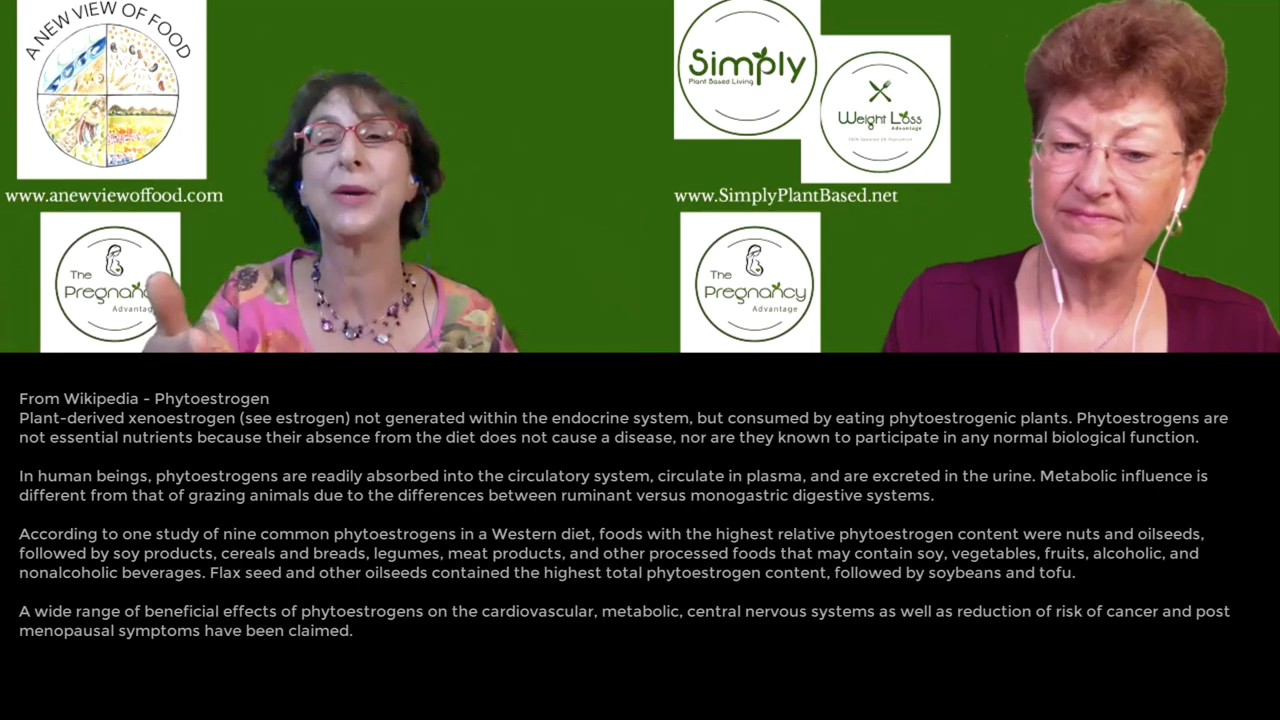 A NEW VIEW OF FOOD
www.anewviewoffood.com
The
Pregnanc
Advantag
Simply
Plant Based Living
Weight Loss
Advantage
www.SimplyPlantBased.net
The
Pregnancy
Advantage
From Wikipedia - Phytoestrogen
Plant-derived xenoestrogen (see estrogen) not generated within the endocrine system, but consumed by eating phytoestrogenic plants. Phytoestrogens are
not essential nutrients because their absence from the diet does not cause a disease, nor are they known to participate in any normal biological function.
In human beings, phytoestrogens are readily absorbed into the circulatory system, circulate in plasma, and are excreted in the urine. Metabolic influence is
different from that of grazing animals due to the differences between ruminant versus monogastric digestive systems.
According to one study of nine common phytoestrogens in a Western diet, foods with the highest relative phytoestrogen content were nuts and oilseeds,
followed by soy products, cereals and breads, legumes, meat products, and other processed foods that may contain soy, vegetables, fruits, alcoholic, and
nonalcoholic beverages. Flax seed and other oilseeds contained the highest total phytoestrogen content, followed by soybeans and tofu.
A wide range of beneficial effects of phytoestrogens on the cardiovascular, metabolic, central nervous systems as well as reduction of risk of cancer and post
menopausal symptoms have been claimed.